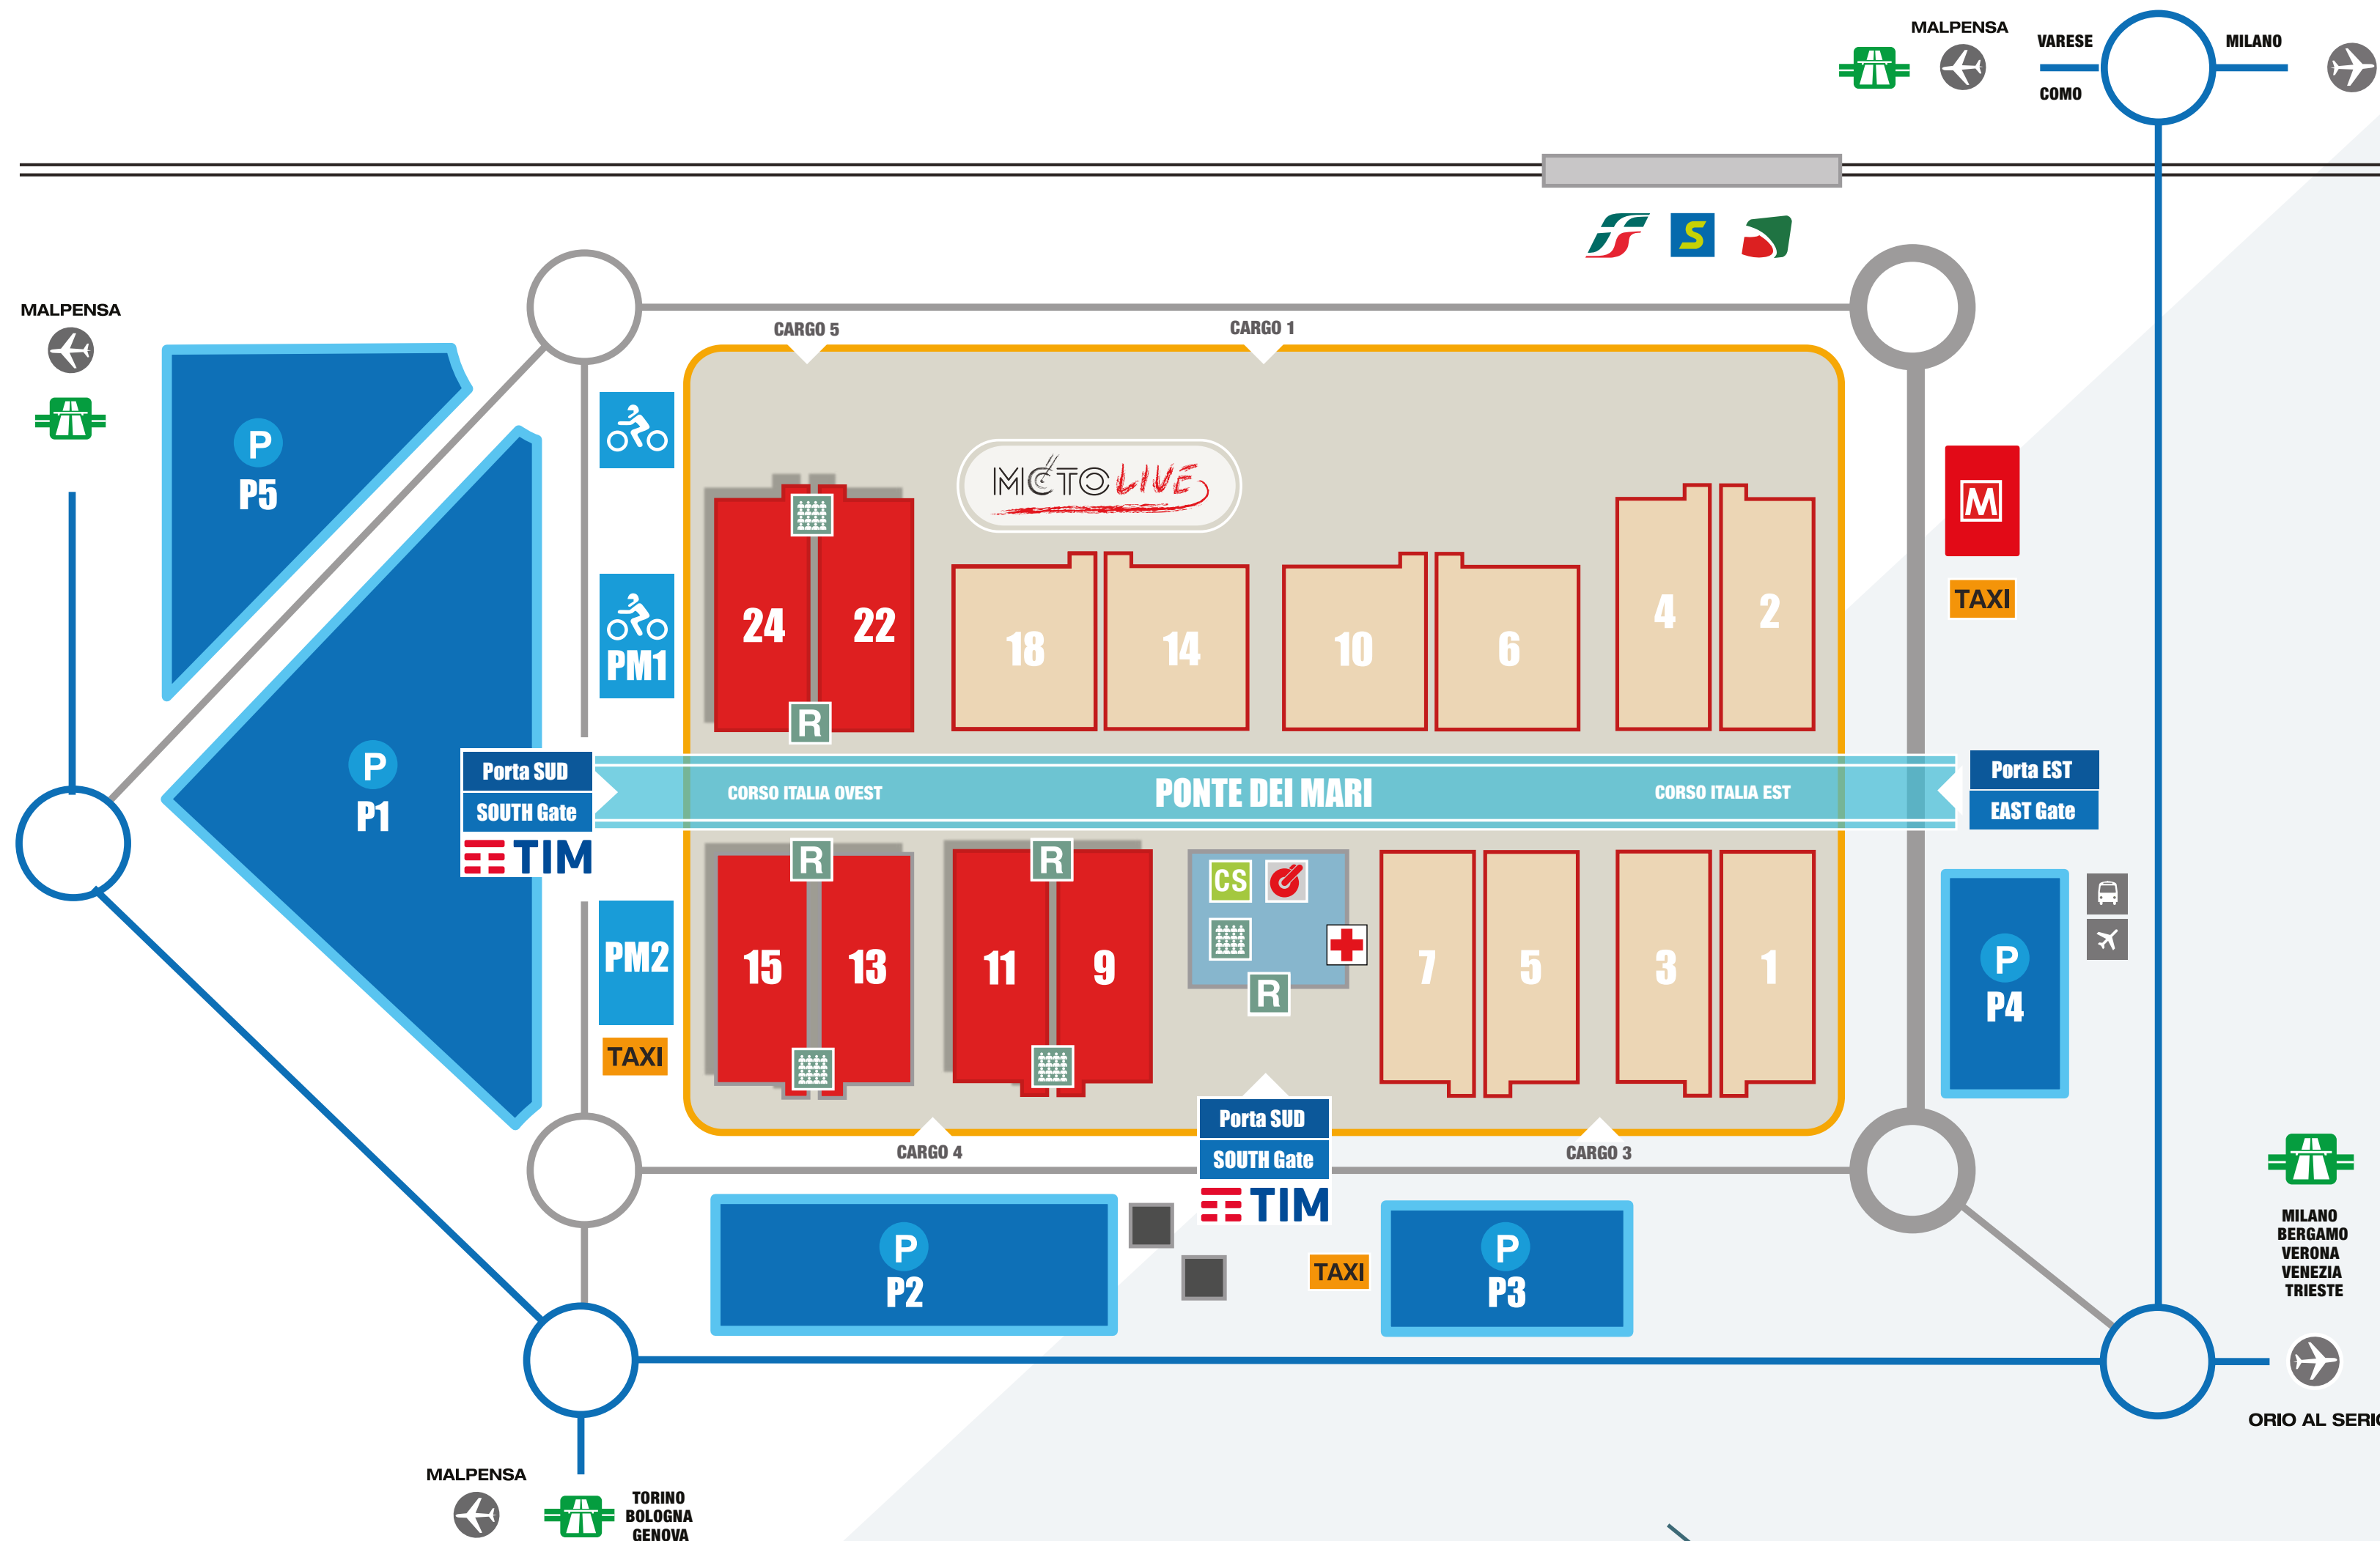 MALPENSA
VARESE
MILANO
COMO
S
MALPENSA
CARGO 5
CARGO 1
P
P5
MOTO LIVE
M
TAXI
PM1
24
22
18
14
10
6
4
2
R
P
P1
Porta SUD
SOUTH Gate
TIM
CORSO ITALIA OVEST
PONTE DEI MARI
CORSO ITALIA EST
Porta EST
EAST Gate
R
R
CS
PM2
15
13
11
9
R
7
5
3
1
P
P4
TAXI
CARGO 4
Porta SUD
SOUTH Gate
TIM
CARGO 3
P
P2
TAXI
P
P3
MILANO
BERGAMO
VERONA
VENEZIA
TRIESTE
ORIO AL SERIO
MALPENSA
TORINO
BOLOGNA
GENOVA